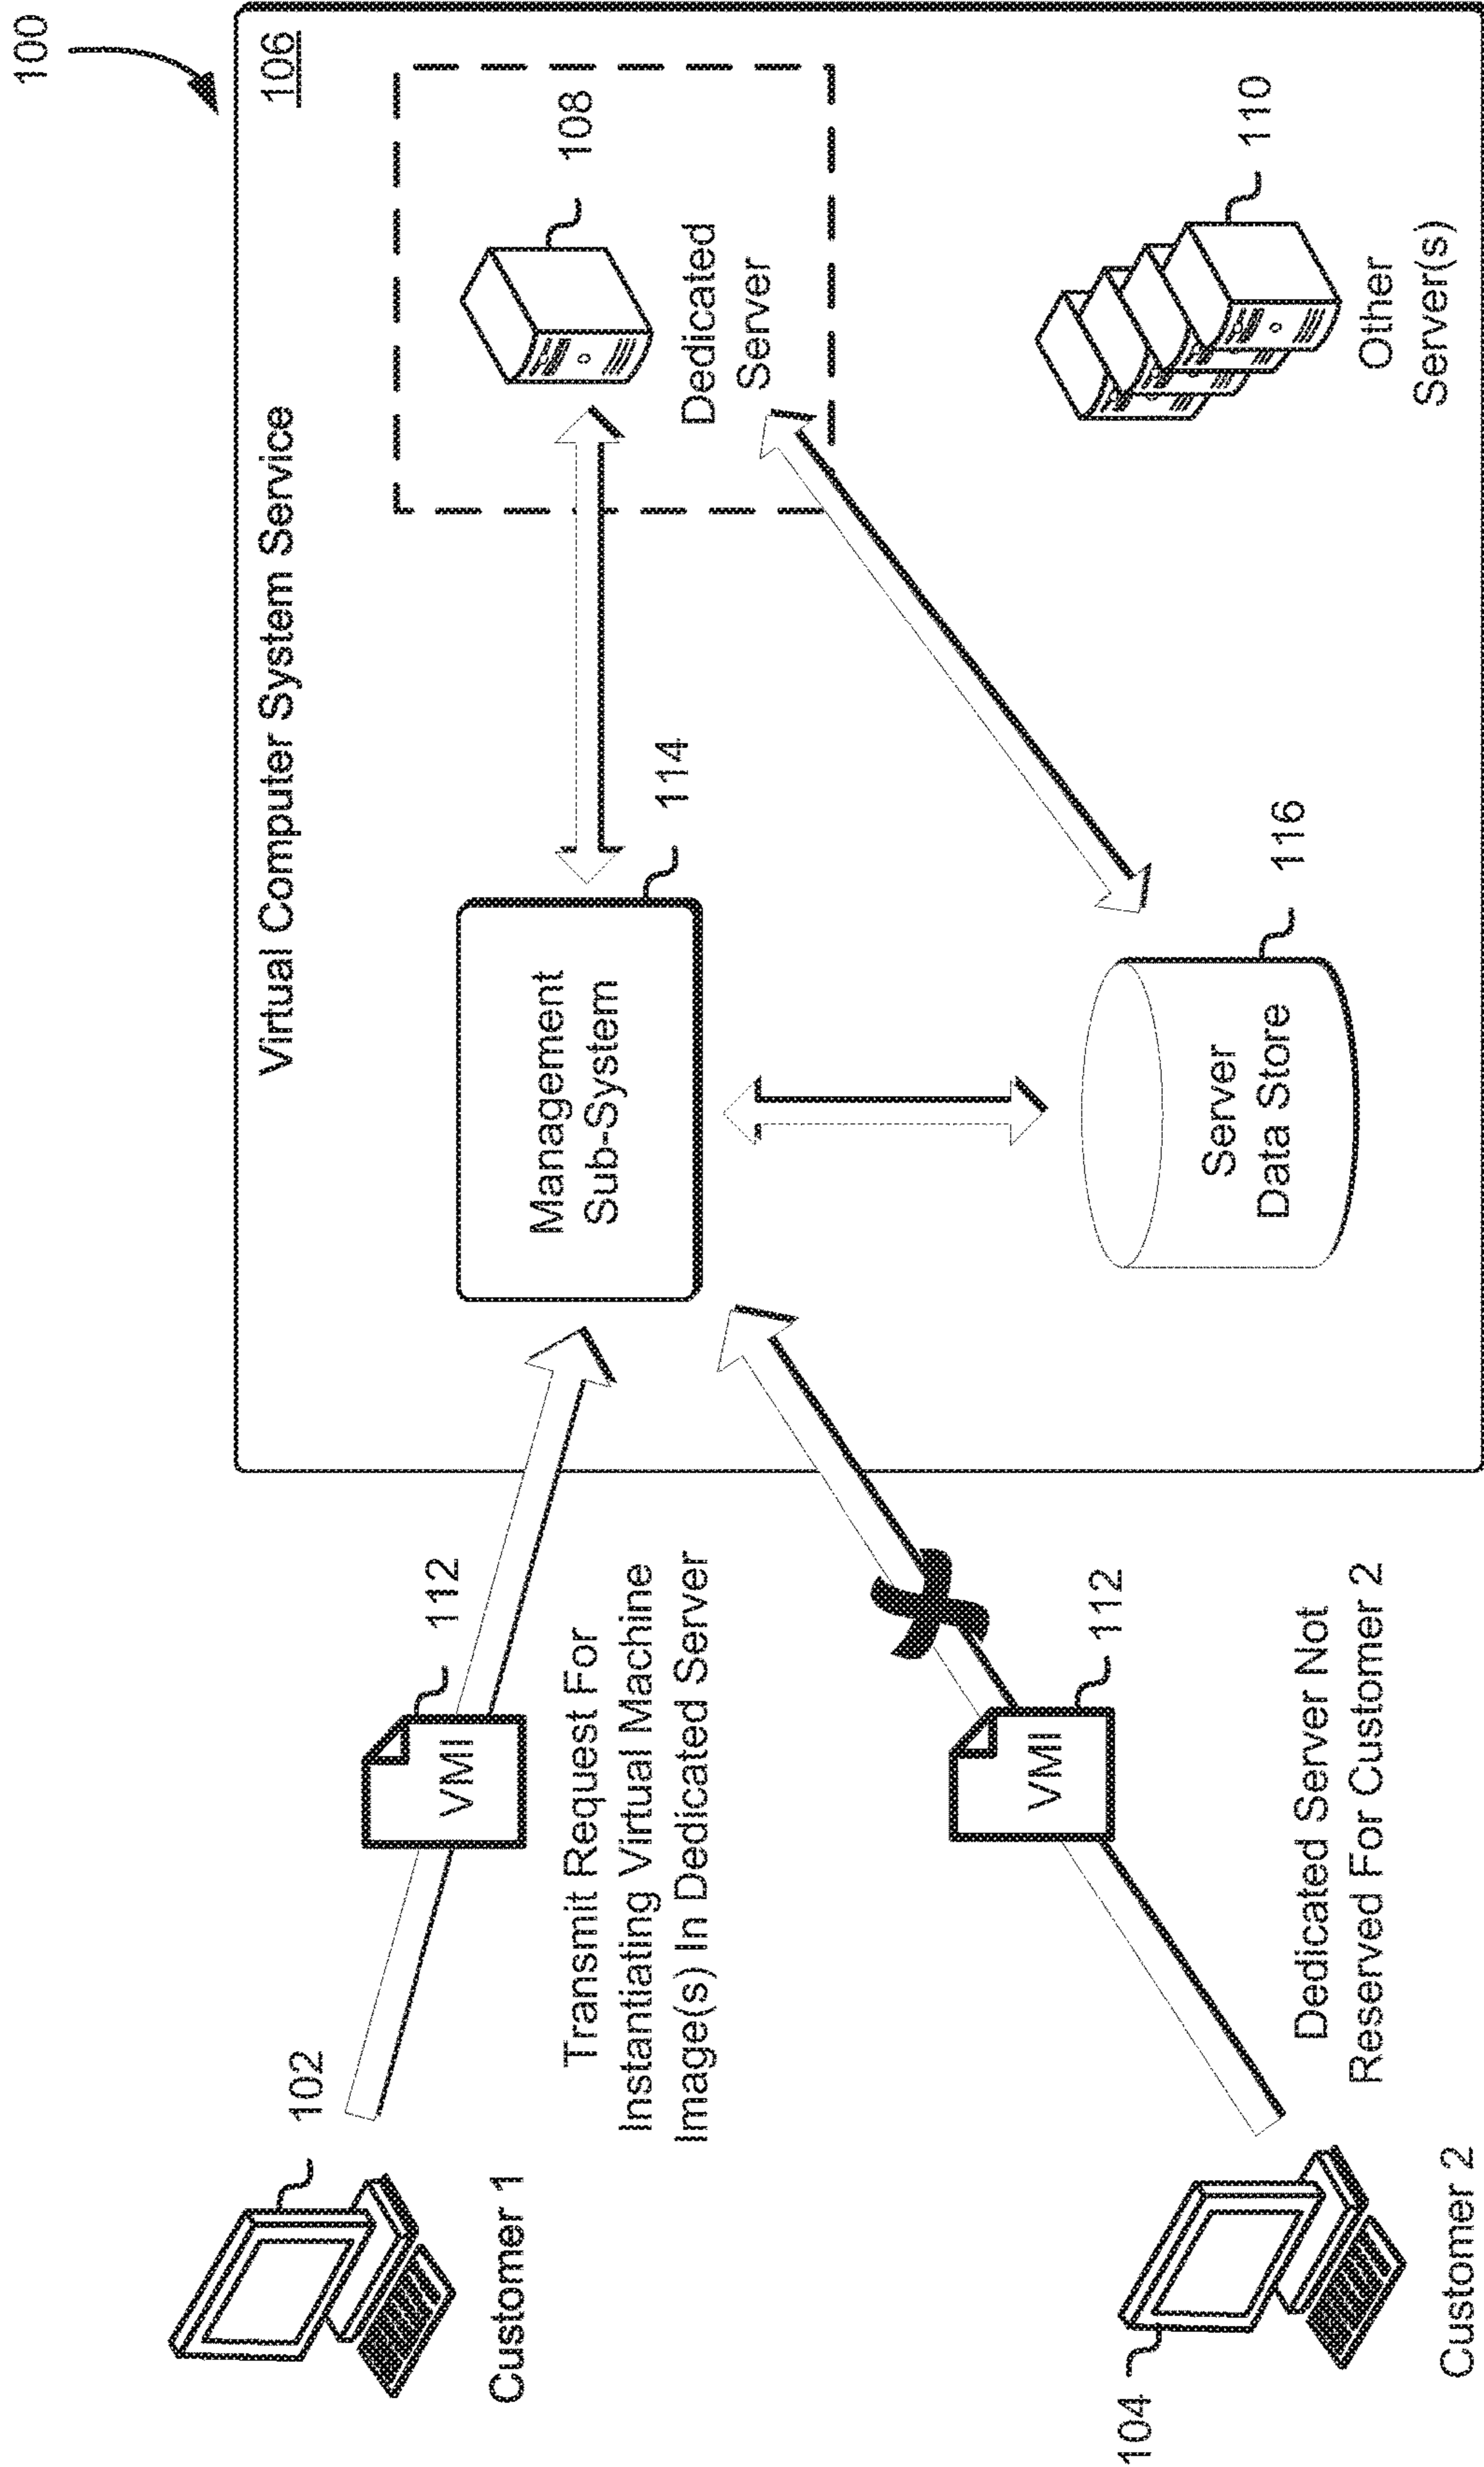 100
Virtual Computer System Service
106
Customer 1
102
VMI
112
Transmit Request For
Instantiating Virtual Machine
Image(s) In Dedicated Server
Management
Sub-System
114
108
Dedicated
Server
Customer 2
104
VMI
112
Dedicated Server Not
Reserved For Customer 2
Server
Data Store
116
110
Other
Server(s)